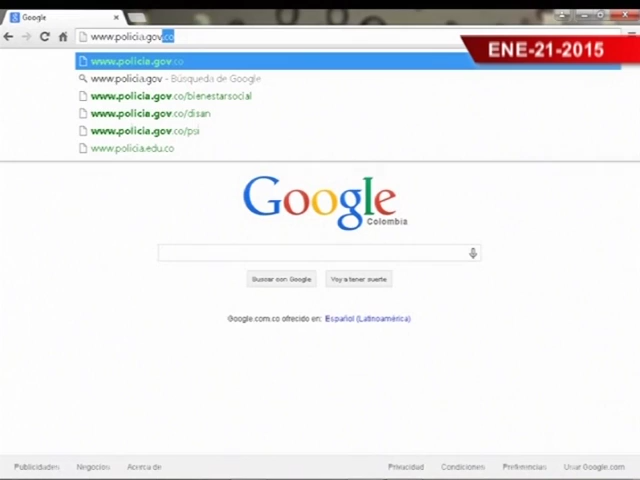 Google
www.policia.gov.co
ENE-21-2015
www.policia.gov.co
www.policia.gov - Búsqueda de Google
www.policia.gov.co/bienestarsocial
www.policia.gov.co/disan
www.policia.gov.co/psi
www.policia.edu.co
Google
Colombia
Buscar con Google Voy a tener suerte
Google.com.co ofrecido en: Español (Latinoamérica)
Publicidades Negocios Acerca de Privacidad Condiciones Preferencias Usar Google.com